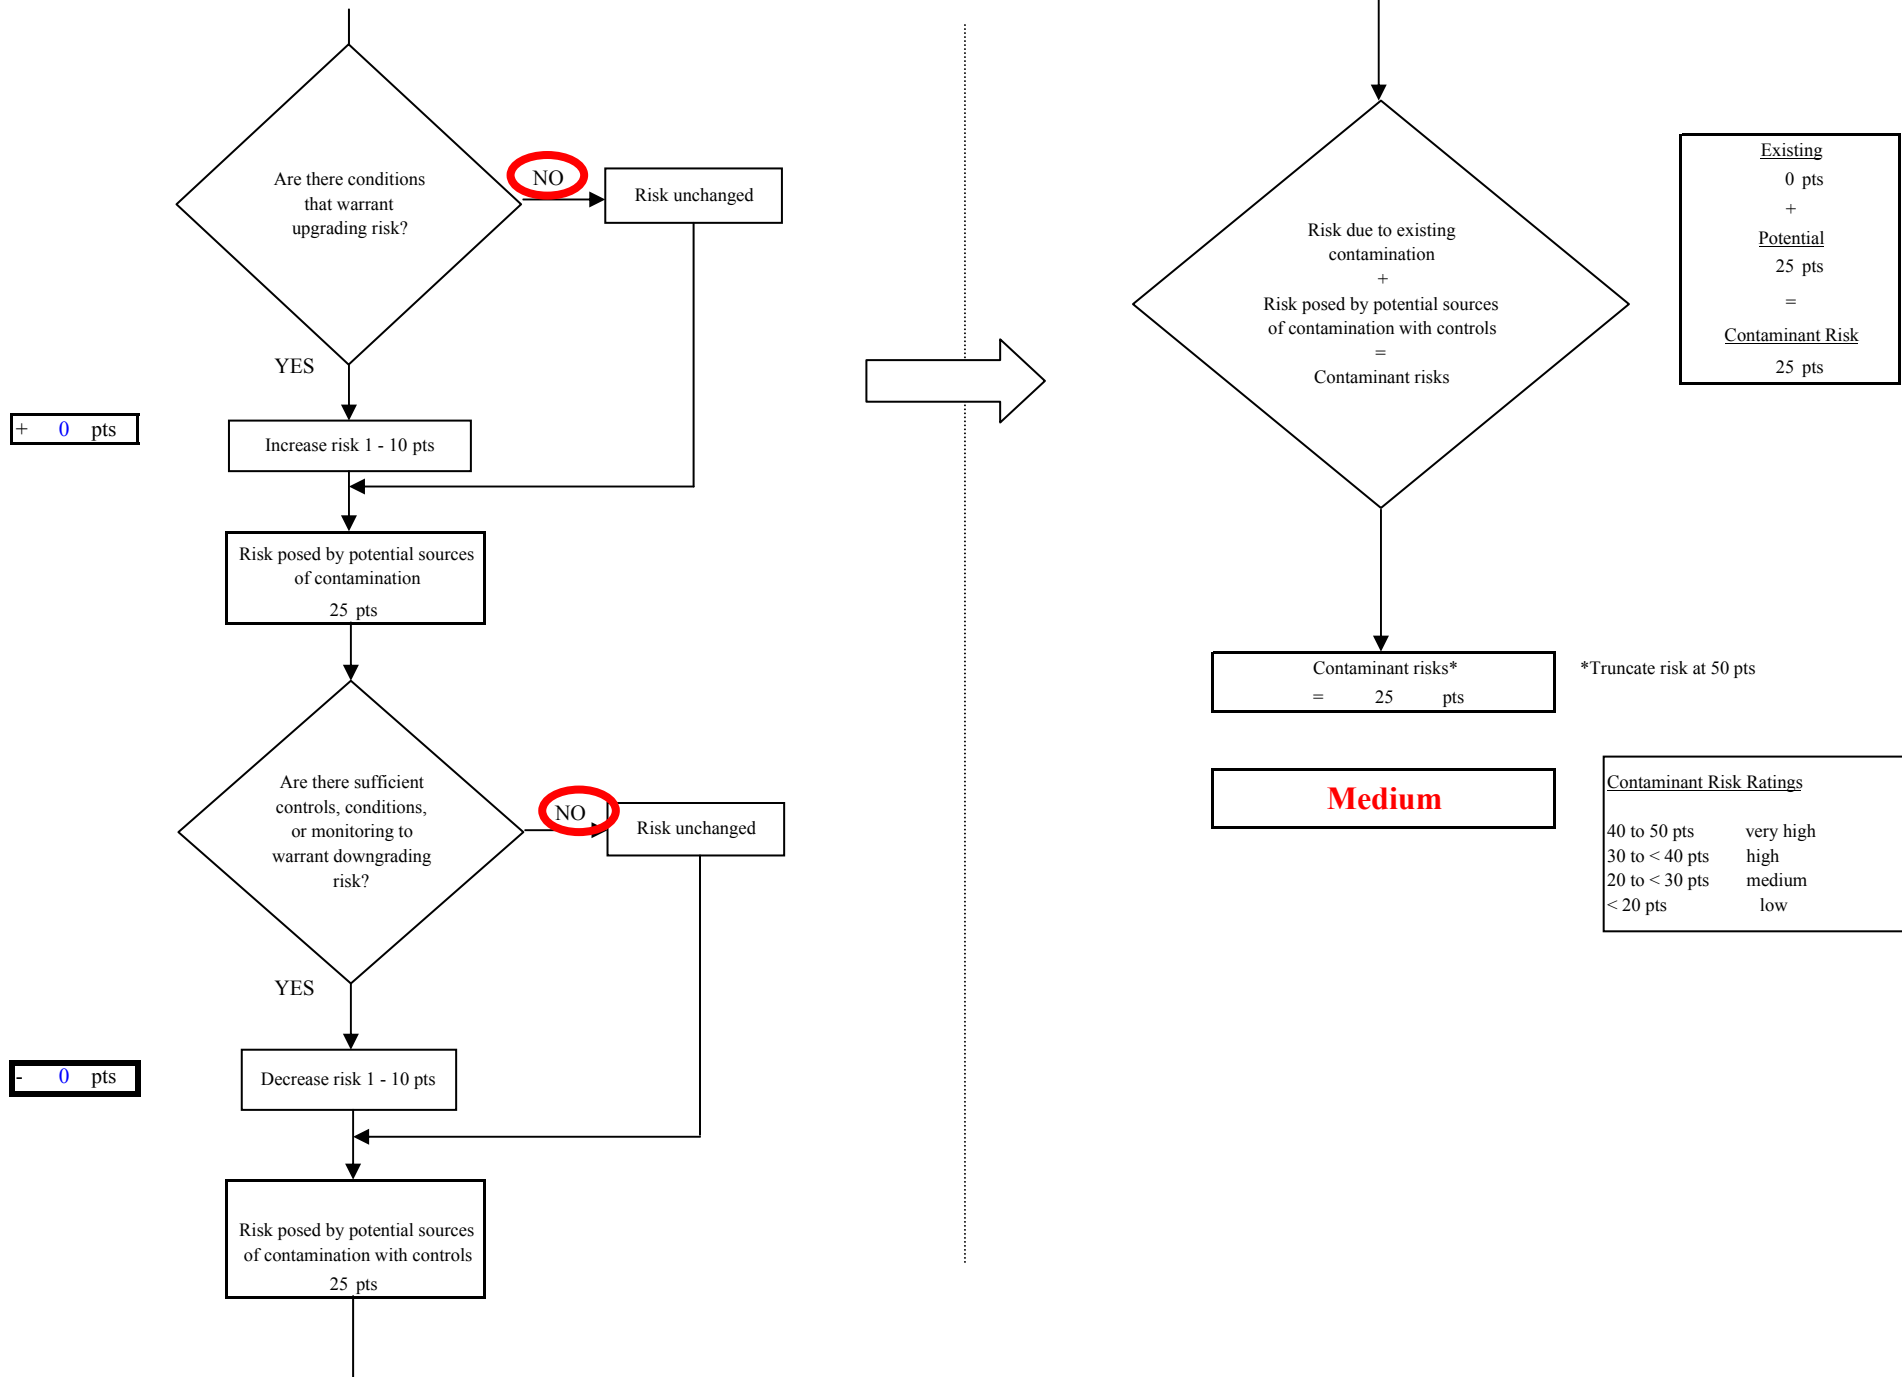 Are there conditions
that warrant
upgrading risk?
NO
Risk unchanged
YES
+ 0 pts
Increase risk 1 - 10 pts
Risk posed by potential sources
of contamination
25 pts
Are there sufficient
controls, conditions,
or monitoring to
warrant downgrading
risk?
NO
Risk unchanged
YES
- 0 pts
Decrease risk 1 - 10 pts
Risk posed by potential sources
of contamination with controls
25 pts
Risk due to existing
contamination
+
Risk posed by potential sources
of contamination with controls
=
Contaminant risks
Existing
0 pts
+
Potential
25 pts
=
Contaminant Risk
25 pts
Contaminant risks*
= 25 pts
*Truncate risk at 50 pts
Medium
Contaminant Risk Ratings
40 to 50 pts very high
30 to < 40 pts high
20 to < 30 pts medium
< 20 pts low